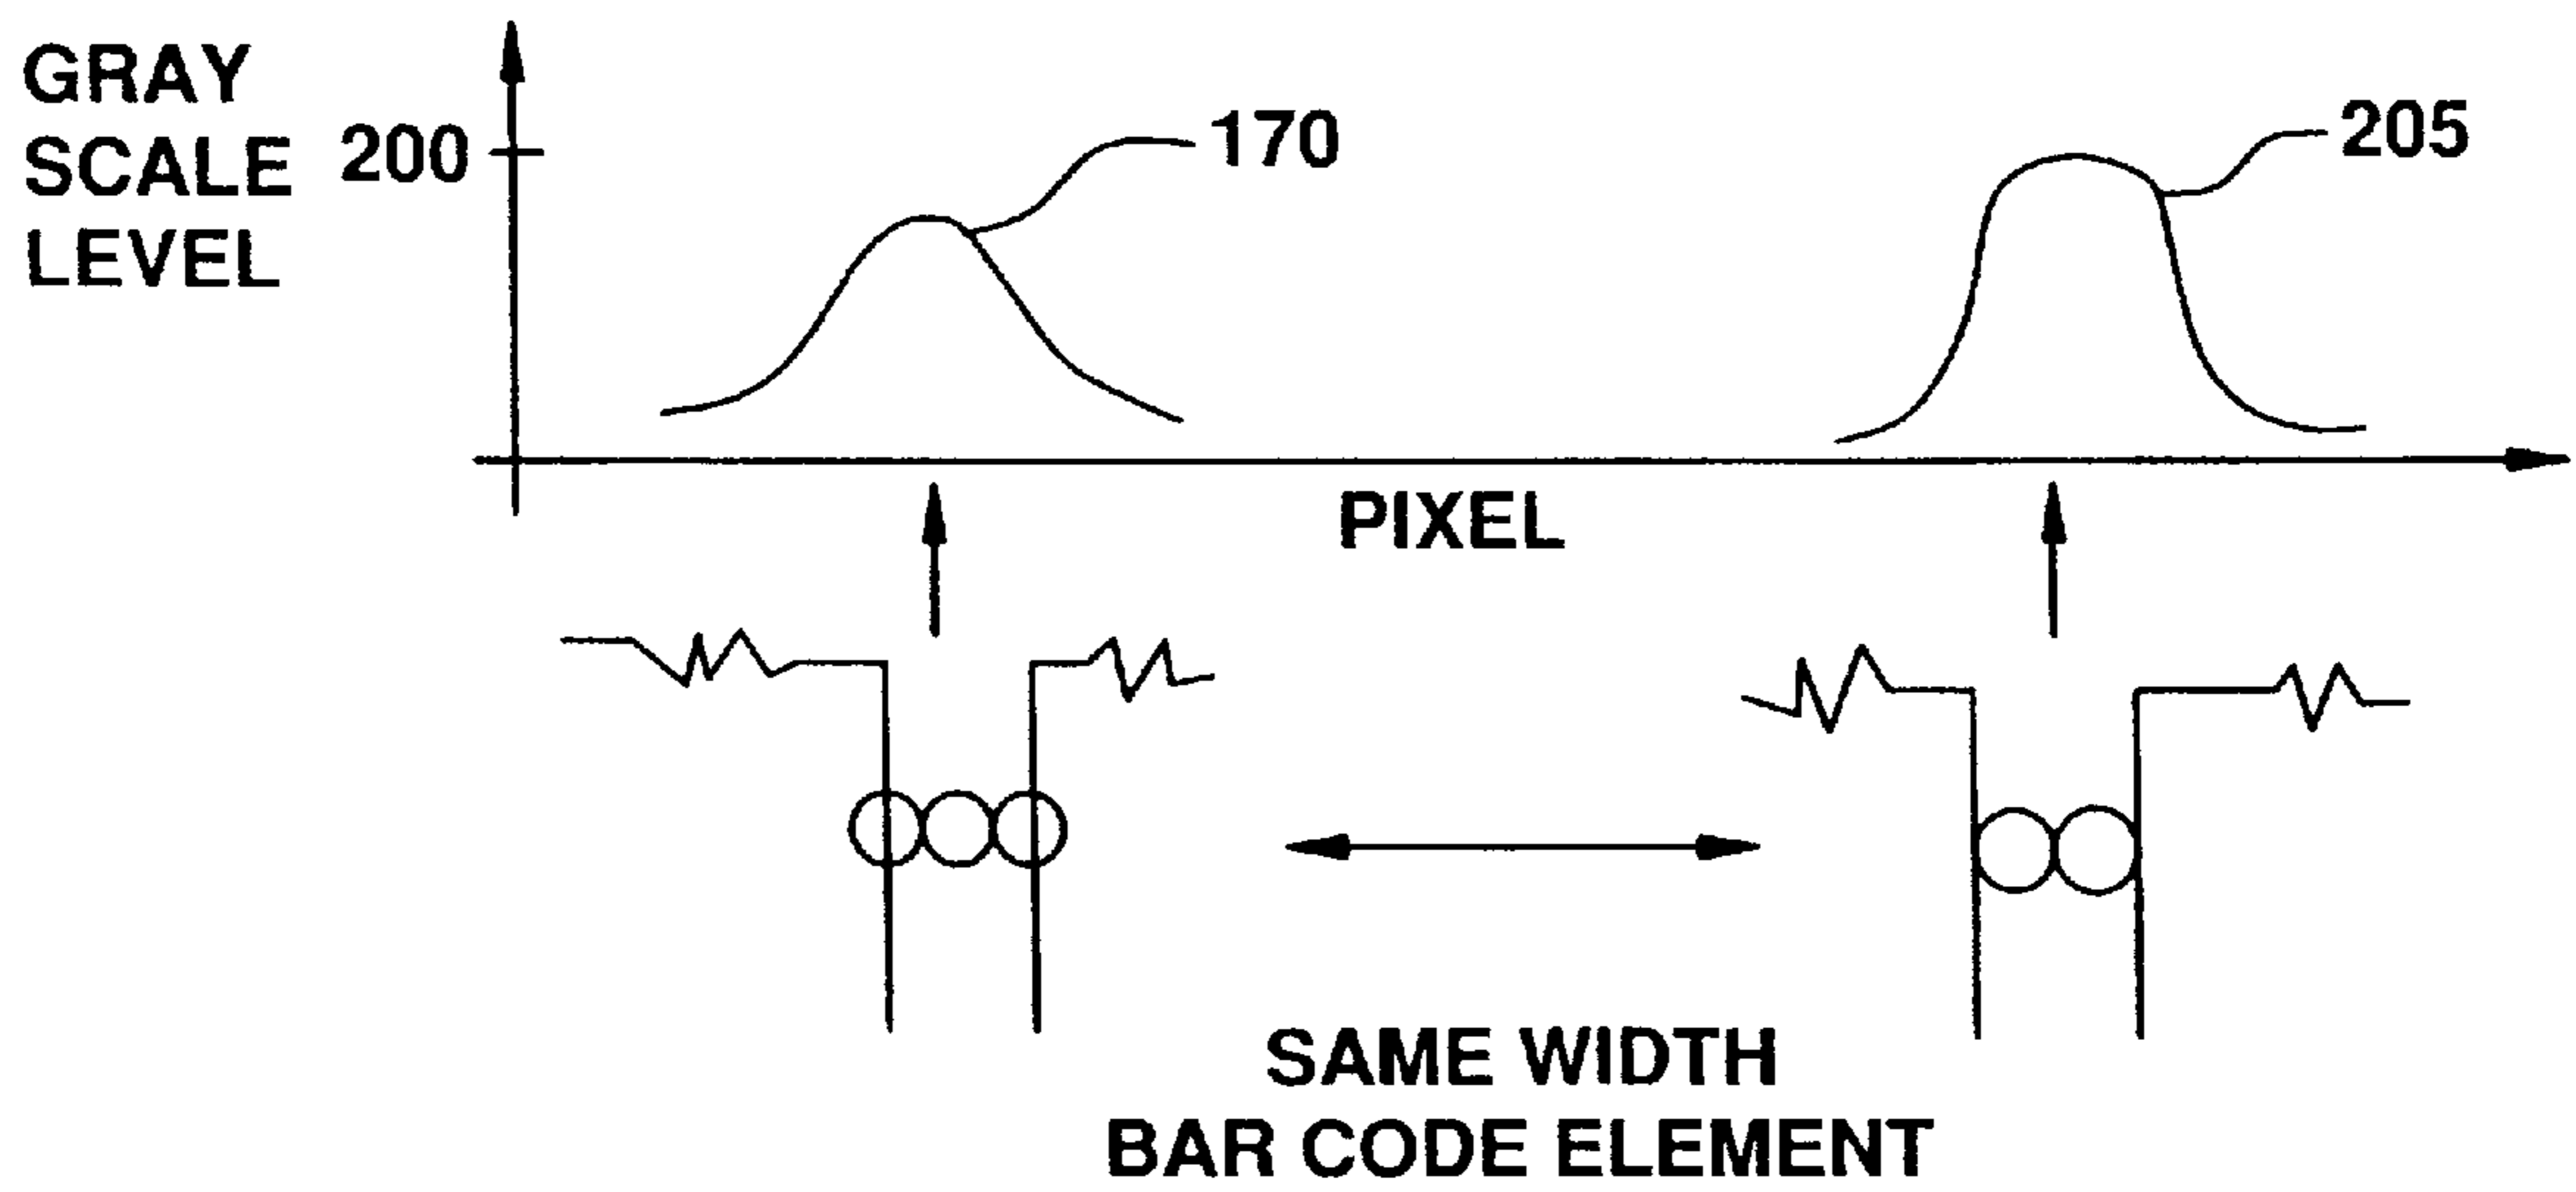 GRAY
SCALE
LEVEL
200
170
205
PIXEL
SAME WIDTH
BAR CODE ELEMENT